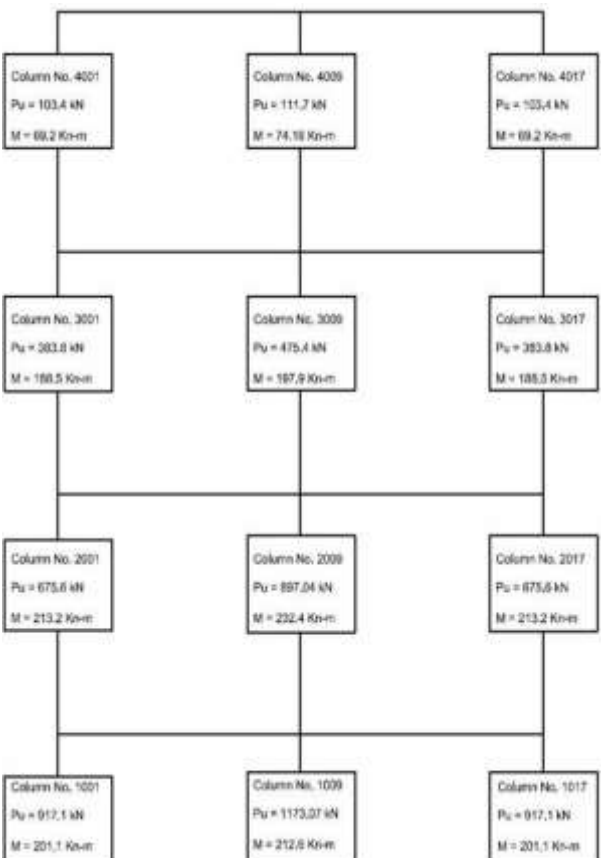 Column No. 4001
Pu = 103.4 kN
M = 69.2 Kn-m
Column No. 4009
Pu = 111.7 kN
M = 74.18 Kn-m
Column No. 4017
Pu = 103.4 kN
M = 69.2 Kn-m
Column No. 3001
Pu = 383.8 kN
M = 188.5 Kn-m
Column No. 3009
Pu = 475.4 kN
M = 197.9 Kn-m
Column No. 3017
Pu = 383.8 kN
M = 188.5 Kn-m
Column No. 2001
Pu = 675.6 kN
M = 213.2 Kn-m
Column No. 2009
Pu = 897.04 kN
M = 232.4 Kn-m
Column No. 2017
Pu = 675.6 kN
M = 213.2 Kn-m
Column No. 1001
Pu = 917.1 kN
M = 201.1 Kn-m
Column No. 1009
Pu = 1173.07 kN
M = 212.6 Kn-m
Column No. 1017
Pu = 917.1 kN
M = 201.1 Kn-m